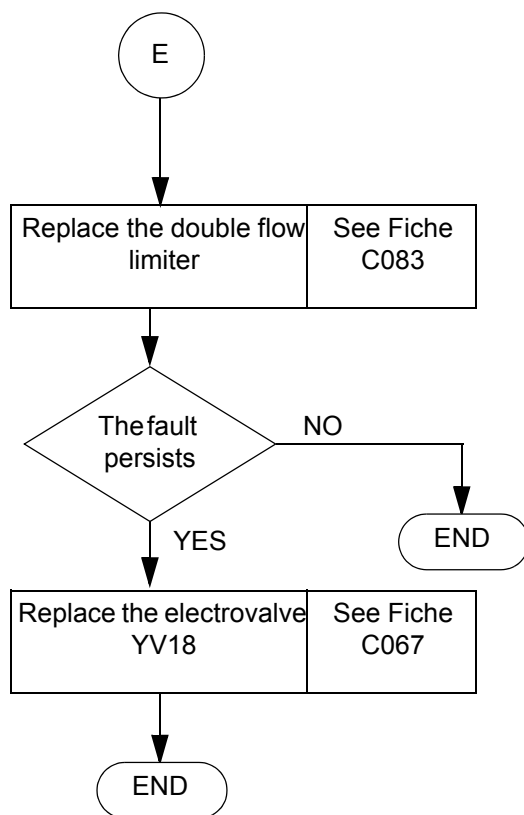 E
Replace the double flow
limiter
See Fiche
C083
The fault
persists
NO
END
YES
Replace the electrovalve
YV18
See Fiche
C067
END